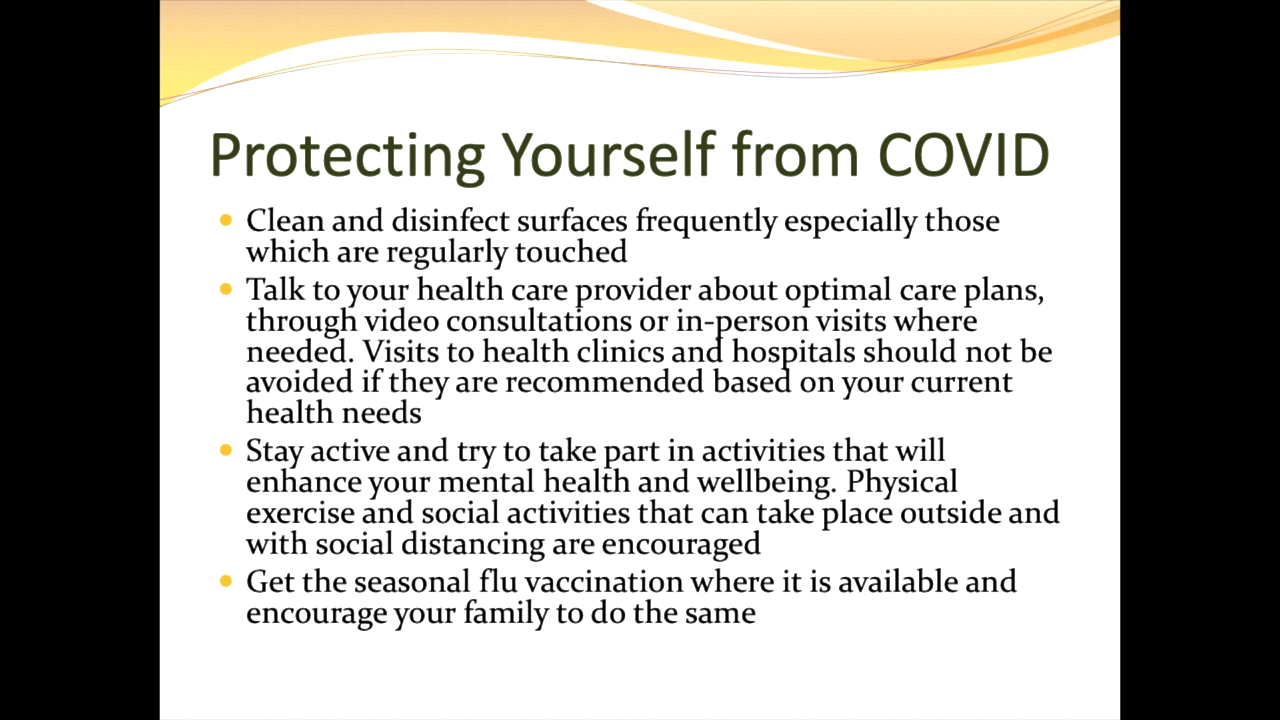 Protecting Yourself from COVID
• Clean and disinfect surfaces frequently especially those
which are regularly touched
• Talk to your health care provider about optimal care plans,
through video consultations or in-person visits where
needed. Visits to health clinics and hospitals should not be
avoided if they are recommended based on your current
health needs
• Stay active and try to take part in activities that will
enhance your mental health and wellbeing. Physical
exercise and social activities that can take place outside and
with social distancing are encouraged
• Get the seasonal flu vaccination where it is available and
encourage your family to do the same